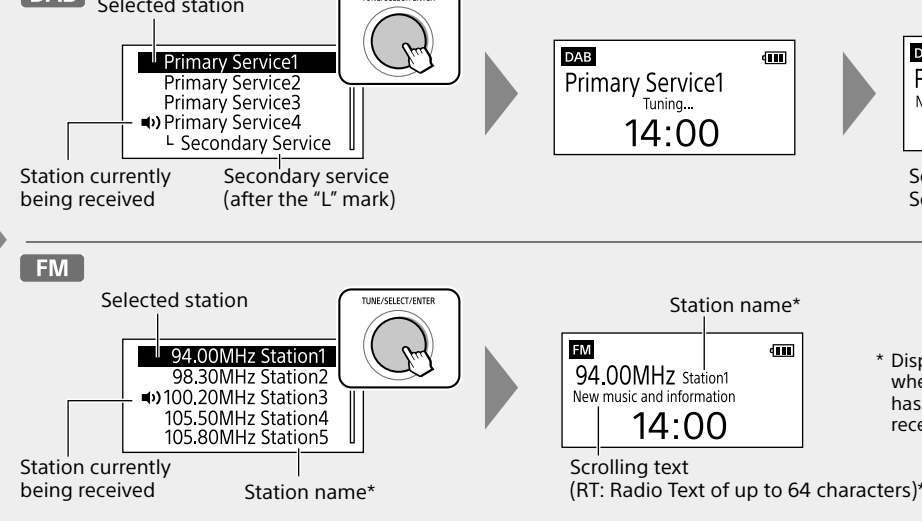 DAB
Selected station
TUNE/SELECT/ENTER
Primary Service1
Primary Service2
Primary Service3
Primary Service4
└ Secondary Service
Station currently
being received
Secondary service
(after the “L” mark)
DAB
Primary Service1
Tuning...
14:00
FM
Selected station
TUNE/SELECT/ENTER
94.00MHz Station1
98.30MHz Station2
100.20MHz Station3
105.50MHz Station4
105.80MHz Station5
Station currently
being received
Station name*
Station name*
FM
94.00MHz Station1
New music and information
14:00
Scrolling text
(RT: Radio Text of up to 64 characters)*